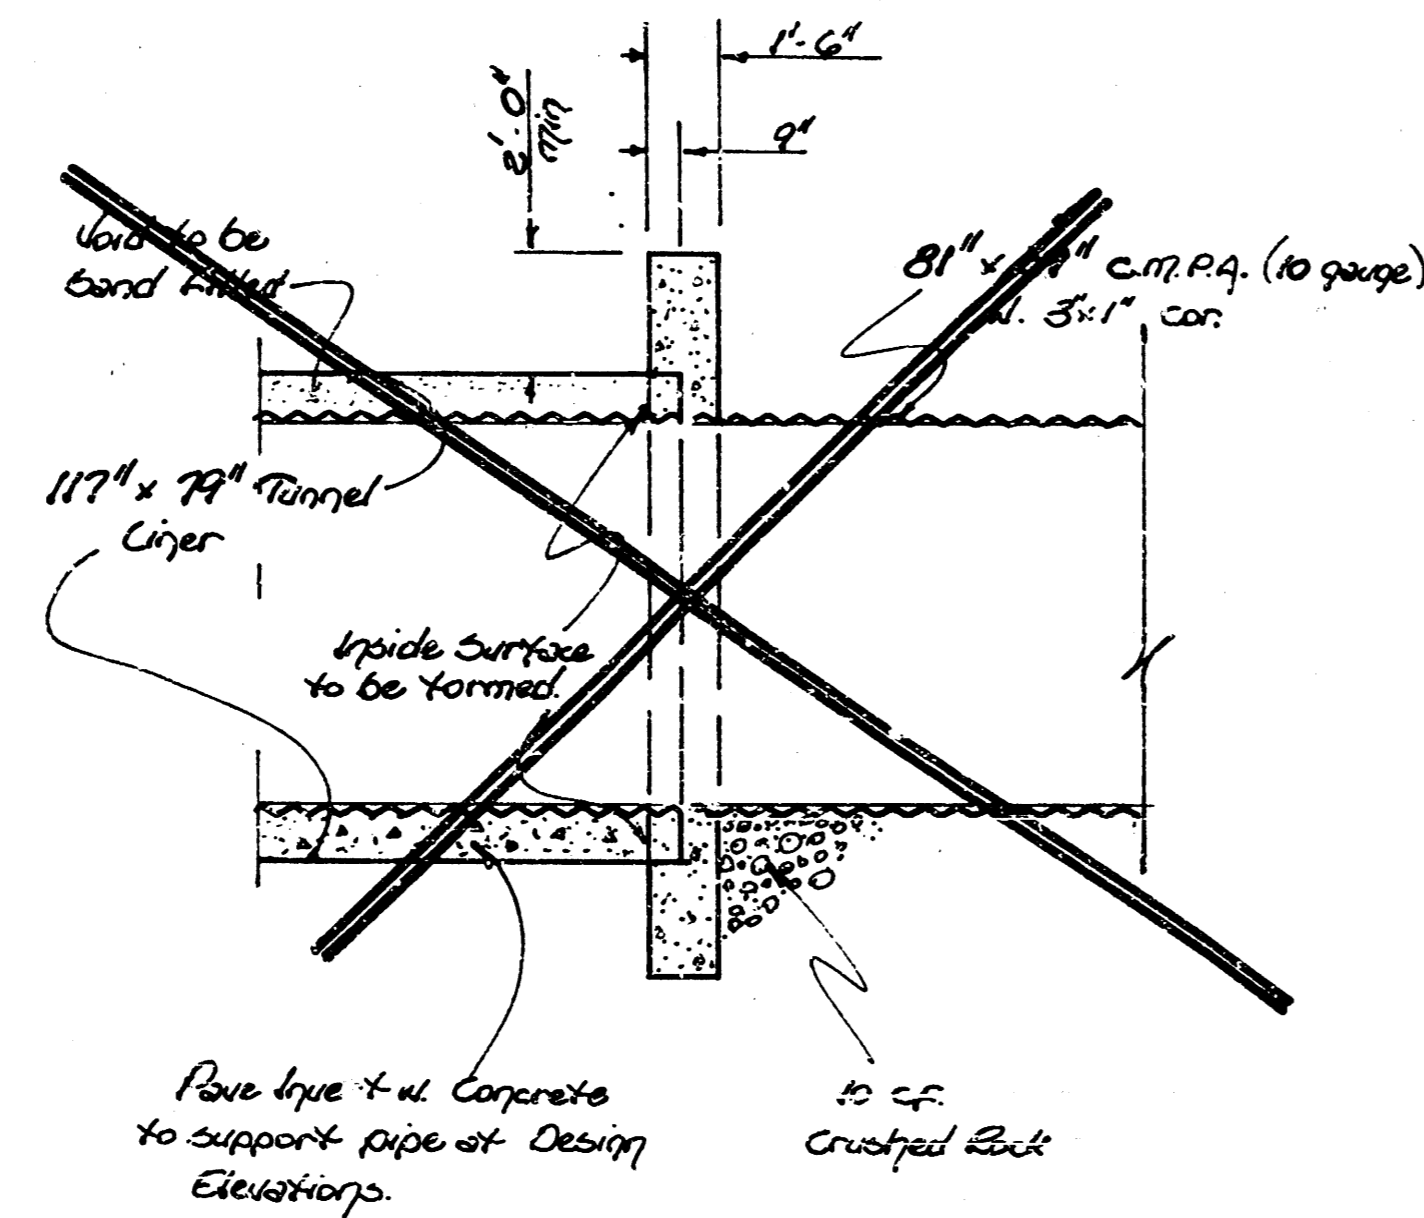 1'-6"
9"
2'.0"
Min
Void to be
Sand Filled
81" x C.M.P.A. (10 gauge)
W. 3"x1" cor.
117" x 79" Tunnel
Liner
Inside Surface
to be formed.
Pave Invert w. Concrete
to support pipe at Design
Elevations.
10 c.f.
Crushed Rock